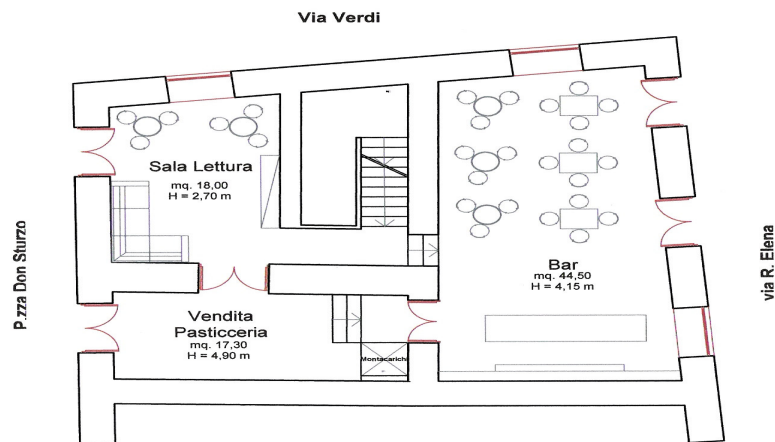 Via Verdi
Sala Lettura
mq. 18,00
H = 2,70 m
P.zza Don Sturzo
via R. Elena
Bar
mq. 44,50
H = 4,15 m
Vendita
Pasticceria
mq. 17,30
H = 4,90 m
Montacarichi